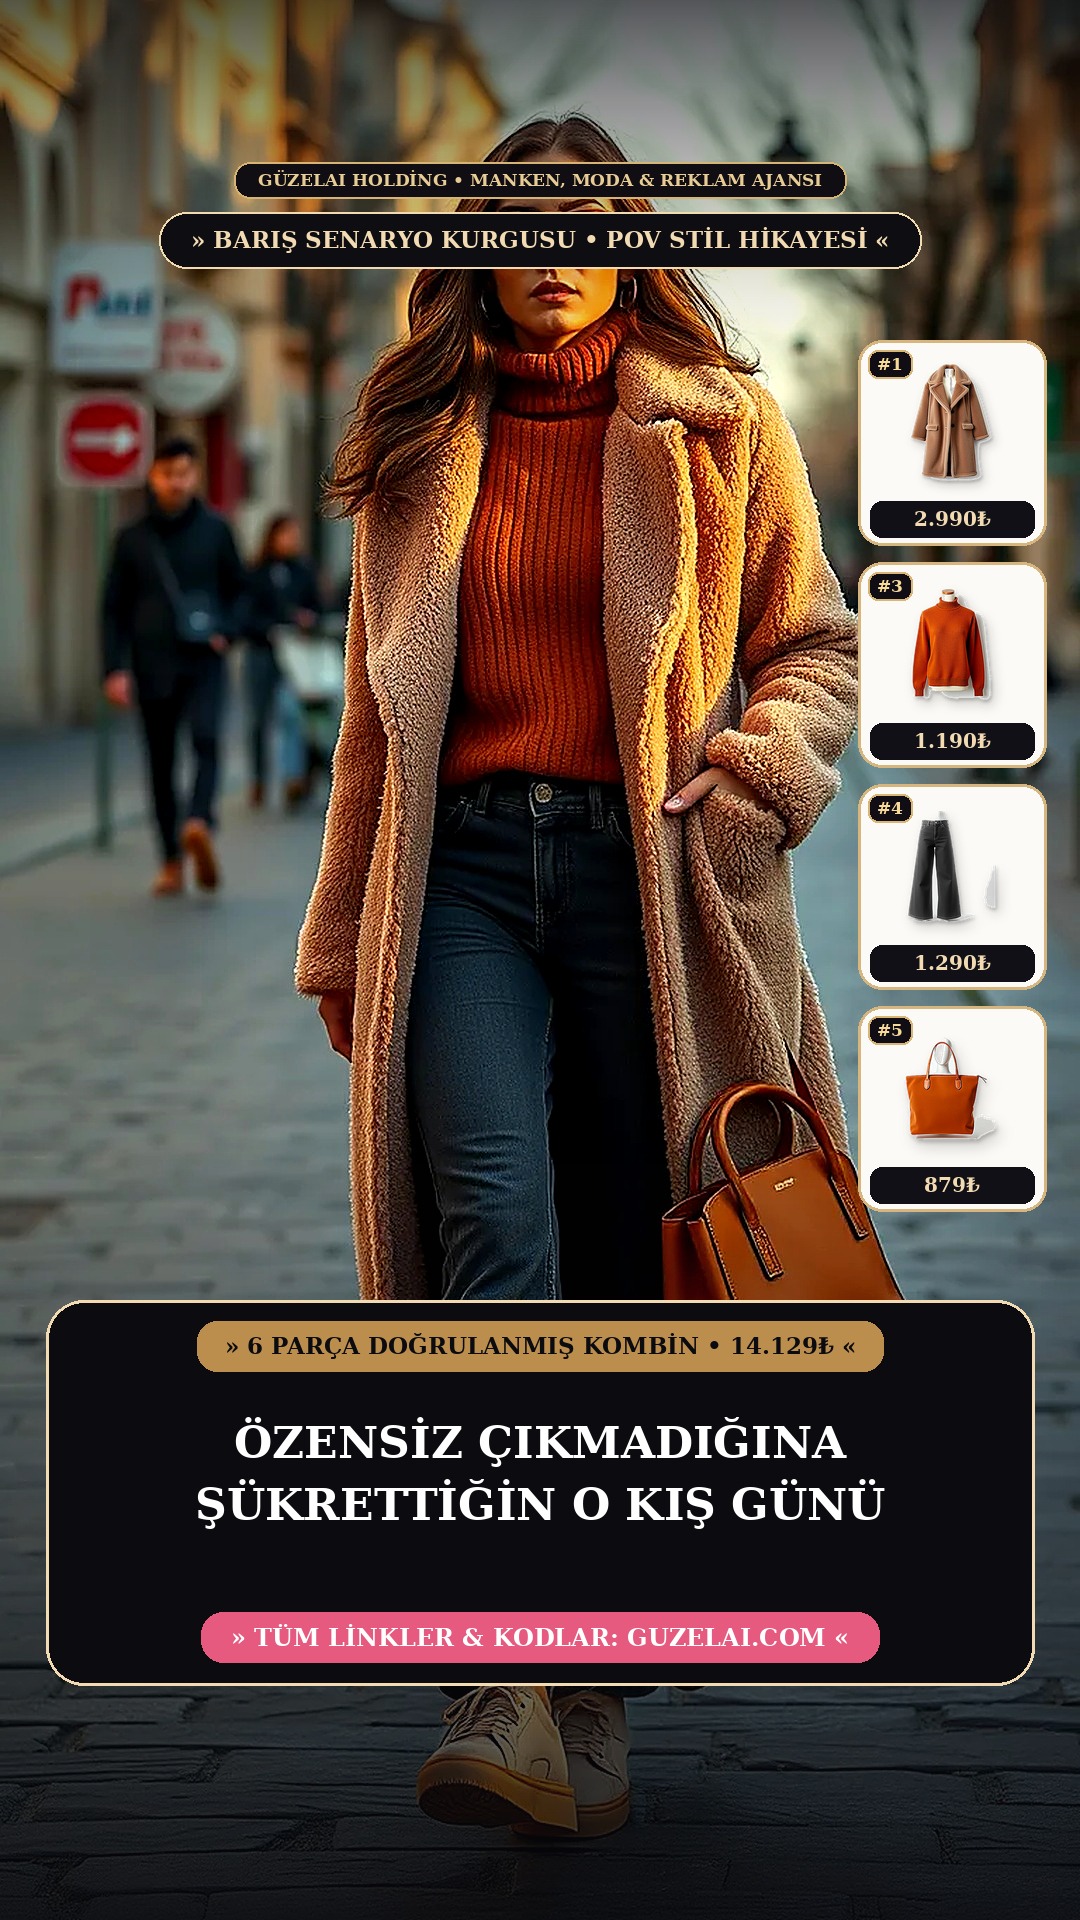 GÜZELAI HOLDİNG • MANKEN, MODA & REKLAM AJANSI
» BARIŞ SENARYO KURGUSU • POV STİL HİKAYESİ «
#1
2.990₺
#3
1.190₺
#4
1.290₺
#5
879₺
» 6 PARÇA DOĞRULANMIŞ KOMBİN • 14.129₺ «
ÖZENSİZ ÇIKMADIĞINA
ŞÜKRETTİĞİN O KIŞ GÜNÜ
» TÜM LİNKLER & KODLAR: GUZELAI.COM «